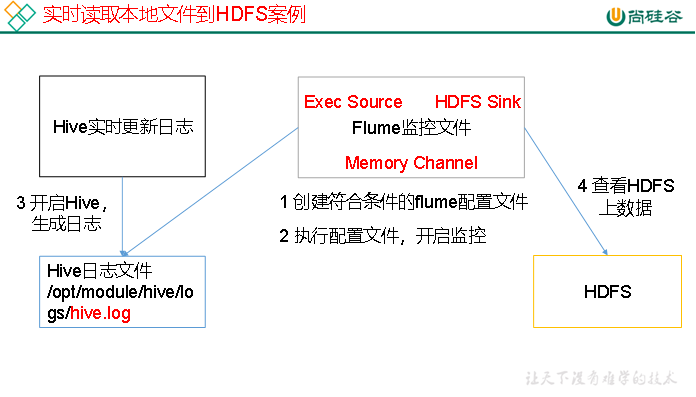 实时读取本地文件到HDFS案例
尚硅谷
Hive实时更新日志
Exec Source HDFS Sink
Flume监控文件
Memory Channel
3 开启Hive，
生成日志
1 创建符合条件的flume配置文件
2 执行配置文件，开启监控
4 查看HDFS
上数据
Hive日志文件
/opt/module/hive/lo
gs/hive.log
HDFS
让天下没有难学的技术